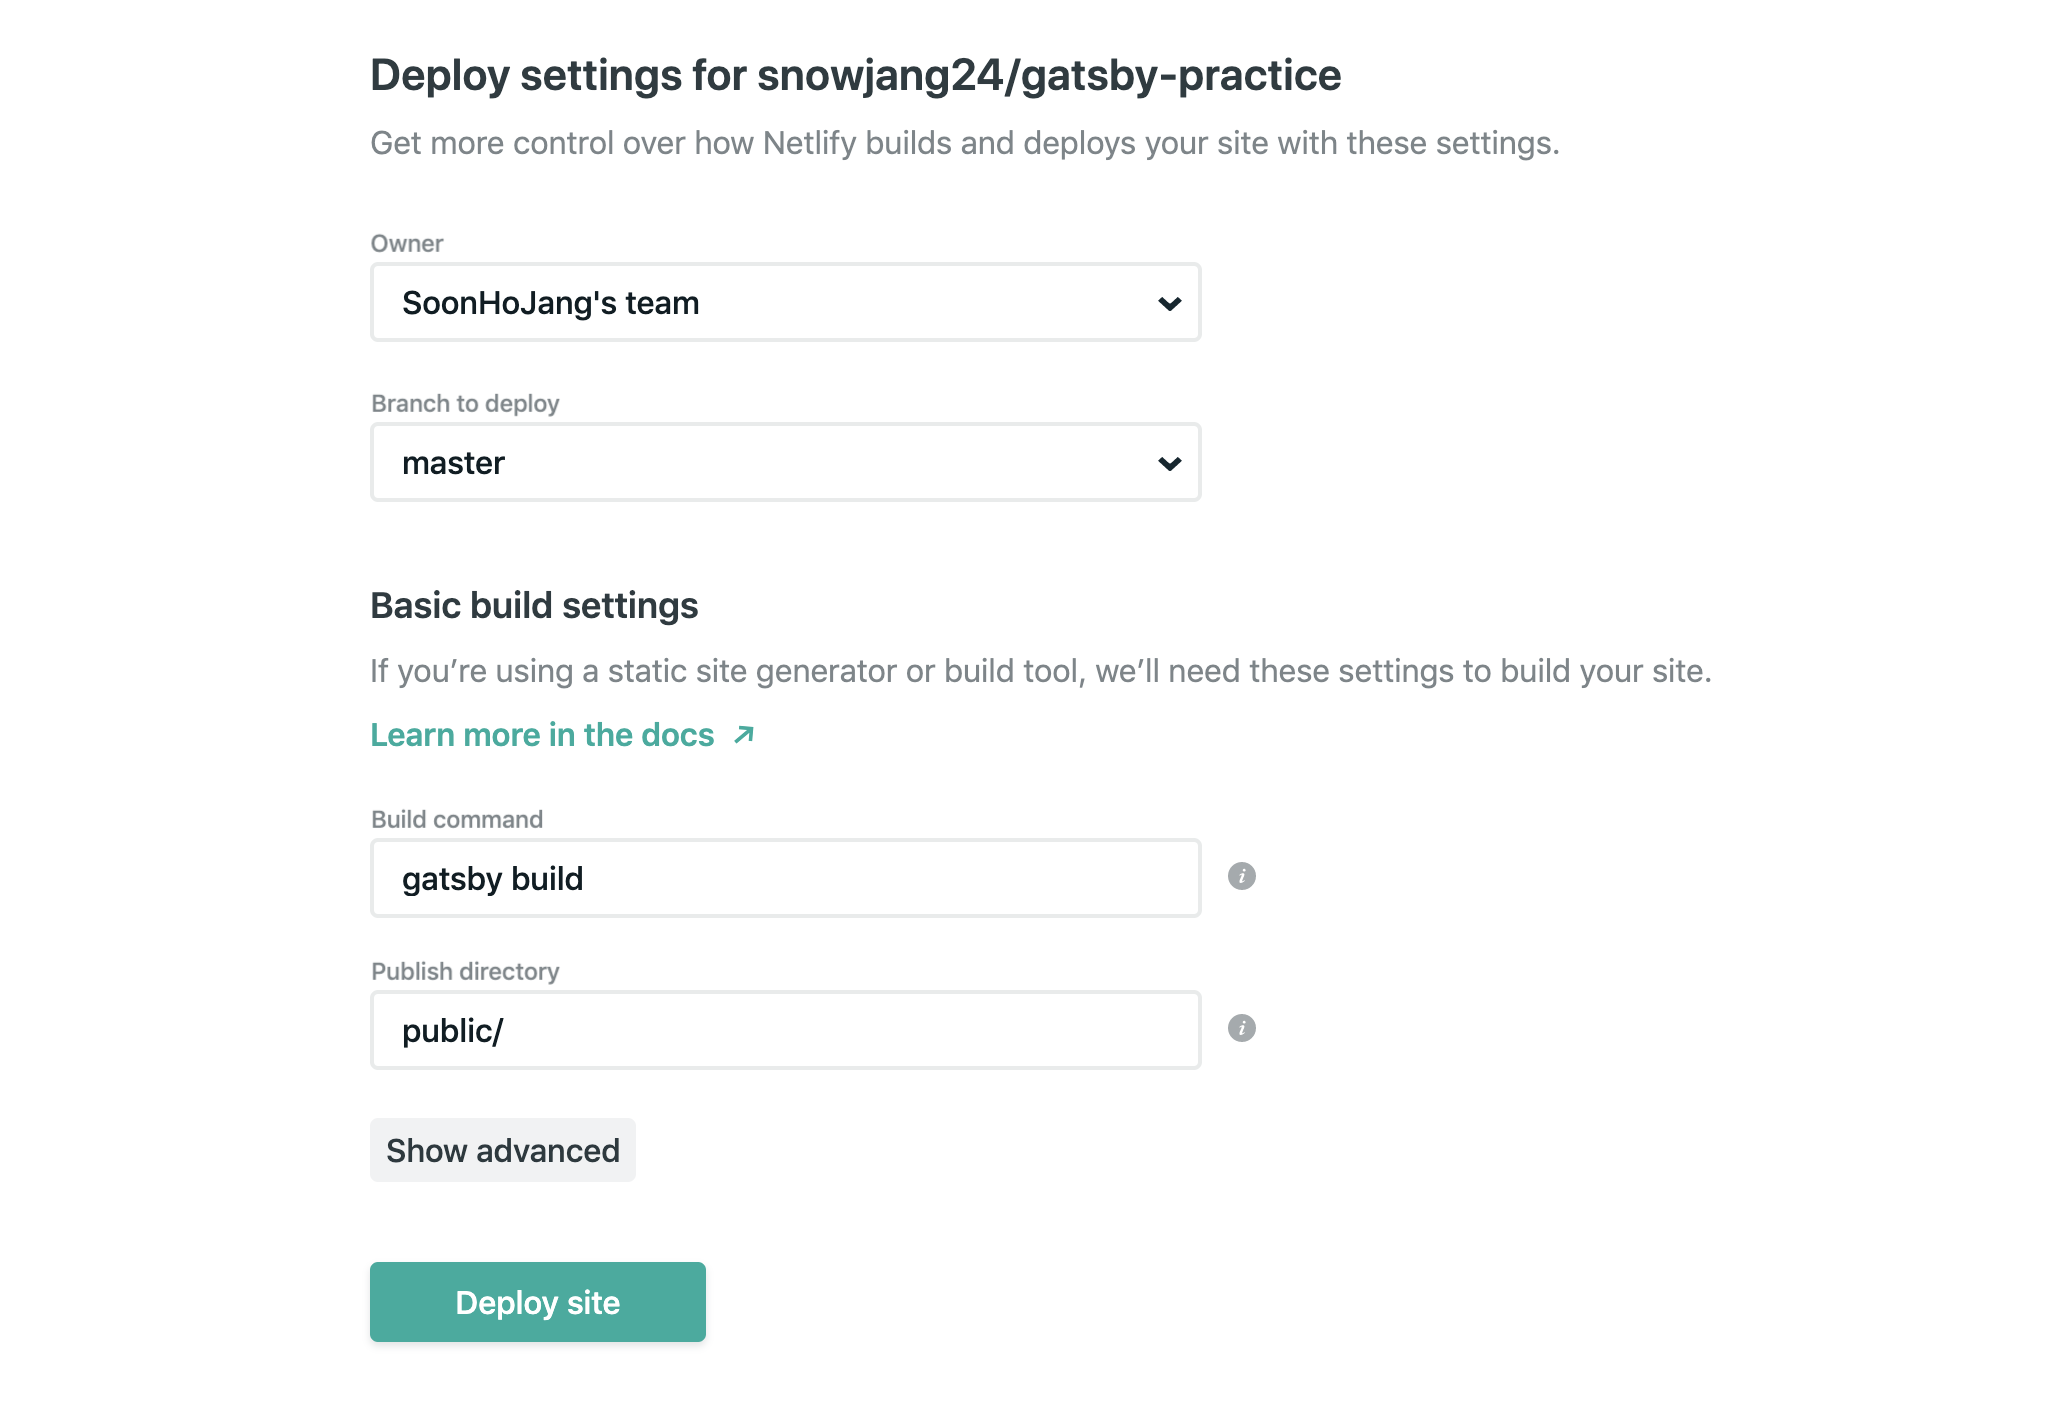 Deploy settings for snowjang24/gatsby-practice
Get more control over how Netlify builds and deploys your site with these settings.
Owner
SoonHoJang's team
Branch to deploy
master
Basic build settings
If you’re using a static site generator or build tool, we’ll need these settings to build your site.
Learn more in the docs
Build command
gatsby build
Publish directory
public/
Show advanced
Deploy site